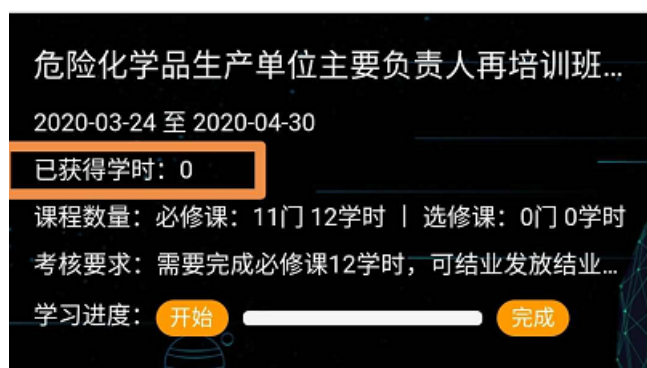 危险化学品生产单位主要负责人再培训班...
2020-03-24 至 2020-04-30
已获得学时：0
课程数量：必修课：11门 12学时 | 选修课：0门 0学时
考核要求：需要完成必修课12学时，可结业发放结业...
学习进度： 开始 完成